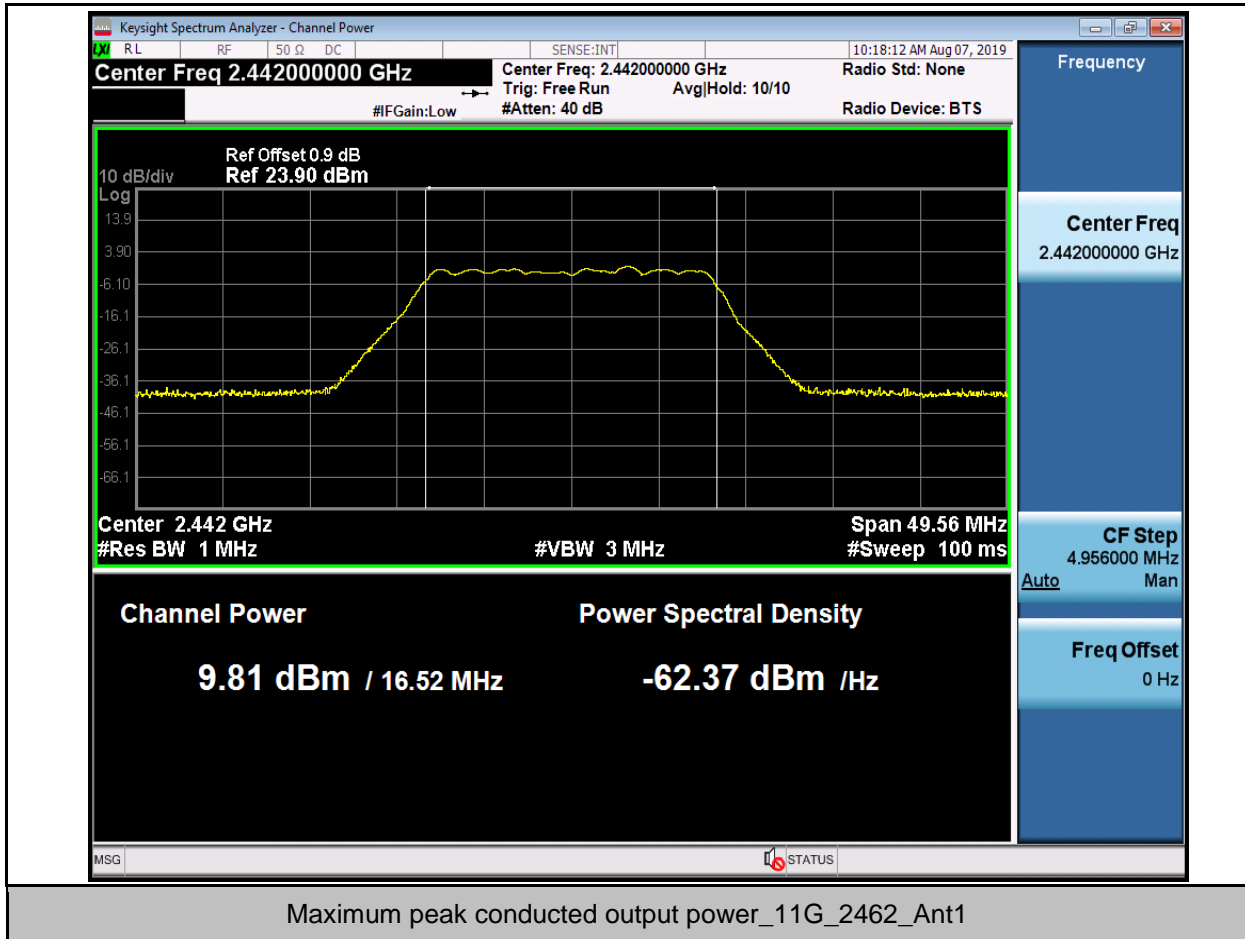 Keysight Spectrum Analyzer - Channel Power
LXI RL RF 50 Ω DC SENSE:INT 10:18:12 AM Aug 07, 2019
Center Freq 2.442000000 GHz
#IFGain:Low
Center Freq: 2.442000000 GHz
Trig: Free Run Avg|Hold: 10/10
#Atten: 40 dB
Radio Std: None
Radio Device: BTS
Ref Offset 0.9 dB
10 dB/div Ref 23.90 dBm
Log
13.9
3.90
-6.10
-16.1
-26.1
-36.1
-46.1
-56.1
-66.1
Center 2.442 GHz Span 49.56 MHz
#Res BW 1 MHz #VBW 3 MHz #Sweep 100 ms
Channel Power Power Spectral Density
9.81 dBm / 16.52 MHz -62.37 dBm /Hz
Frequency
Center Freq
2.442000000 GHz
CF Step
4.956000 MHz
Auto Man
Freq Offset
0 Hz
MSG STATUS
Maximum peak conducted output power_11G_2462_Ant1